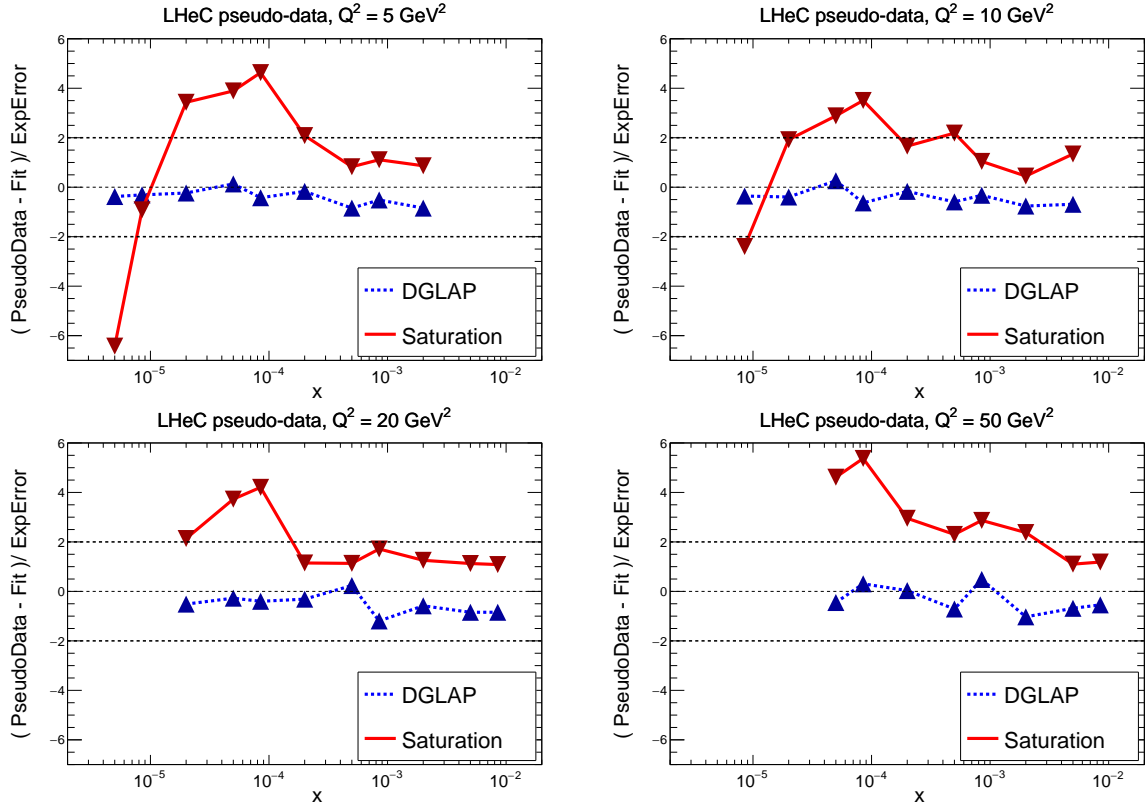 LHeC pseudo-data, Q² = 5 GeV²
( PseudoData - Fit )/ ExpError
6
4
2
0
−2
−4
−6
DGLAP
Saturation
10⁻⁵ 10⁻⁴ 10⁻³ 10⁻²
x
LHeC pseudo-data, Q² = 10 GeV²
( PseudoData - Fit )/ ExpError
6
4
2
0
−2
−4
−6
DGLAP
Saturation
10⁻⁵ 10⁻⁴ 10⁻³ 10⁻²
x
LHeC pseudo-data, Q² = 20 GeV²
( PseudoData - Fit )/ ExpError
6
4
2
0
−2
−4
−6
DGLAP
Saturation
10⁻⁵ 10⁻⁴ 10⁻³ 10⁻²
x
LHeC pseudo-data, Q² = 50 GeV²
( PseudoData - Fit )/ ExpError
6
4
2
0
−2
−4
−6
DGLAP
Saturation
10⁻⁵ 10⁻⁴ 10⁻³ 10⁻²
x